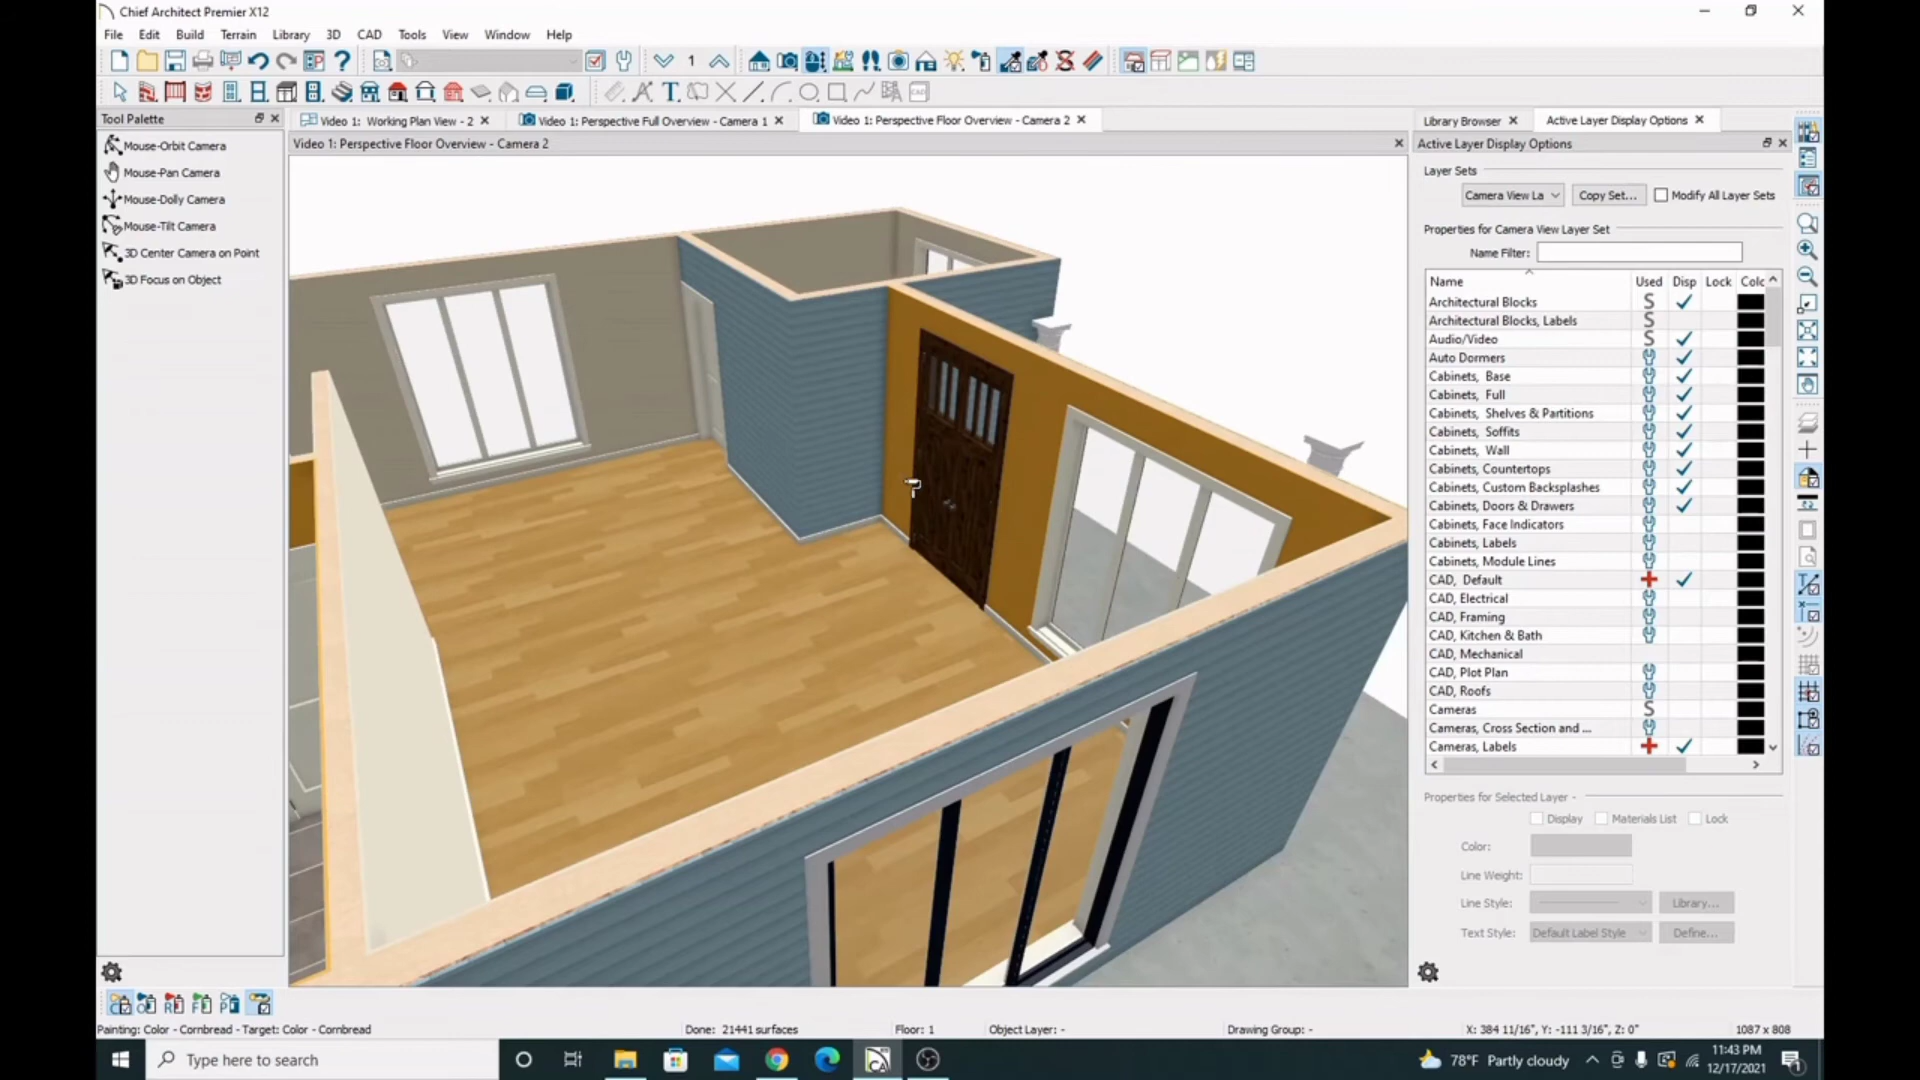 Chief Architect Premier X12
File Edit Build Terrain Library 3D CAD Tools View Window Help
1
Tool Palette
Video 1: Working Plan View - 2
Video 1: Perspective Full Overview - Camera 1
Video 1: Perspective Floor Overview - Camera 2
Library Browser
Active Layer Display Options
Video 1: Perspective Floor Overview - Camera 2
Active Layer Display Options
Mouse-Orbit Camera
Mouse-Pan Camera
Mouse-Dolly Camera
Mouse-Tilt Camera
3D Center Camera on Point
3D Focus on Object
Layer Sets
Camera View La
Copy Set...
Modify All Layer Sets
Properties for Camera View Layer Set
Name Filter:
Name Used Disp Lock Colc
Architectural Blocks S
Architectural Blocks, Labels S
Audio/Video S
Auto Dormers
Cabinets, Base
Cabinets, Full
Cabinets, Shelves & Partitions
Cabinets, Soffits
Cabinets, Wall
Cabinets, Countertops
Cabinets, Custom Backsplashes
Cabinets, Doors & Drawers
Cabinets, Face Indicators
Cabinets, Labels
Cabinets, Module Lines
CAD, Default
CAD, Electrical
CAD, Framing
CAD, Kitchen & Bath
CAD, Mechanical
CAD, Plot Plan
CAD, Roofs
Cameras S
Cameras, Cross Section and ...
Cameras, Labels
Properties for Selected Layer -
Display Materials List Lock
Color:
Line Weight:
Line Style: Library...
Text Style: Default Label Style Define...
Painting: Color - Cornbread - Target: Color - Cornbread
Done: 21441 surfaces
Floor: 1
Object Layer: -
Drawing Group: -
X: 384 11/16", Y: -111 3/16", Z: 0"
1087 x 808
Type here to search
78°F Partly cloudy
11:43 PM
12/17/2021
1